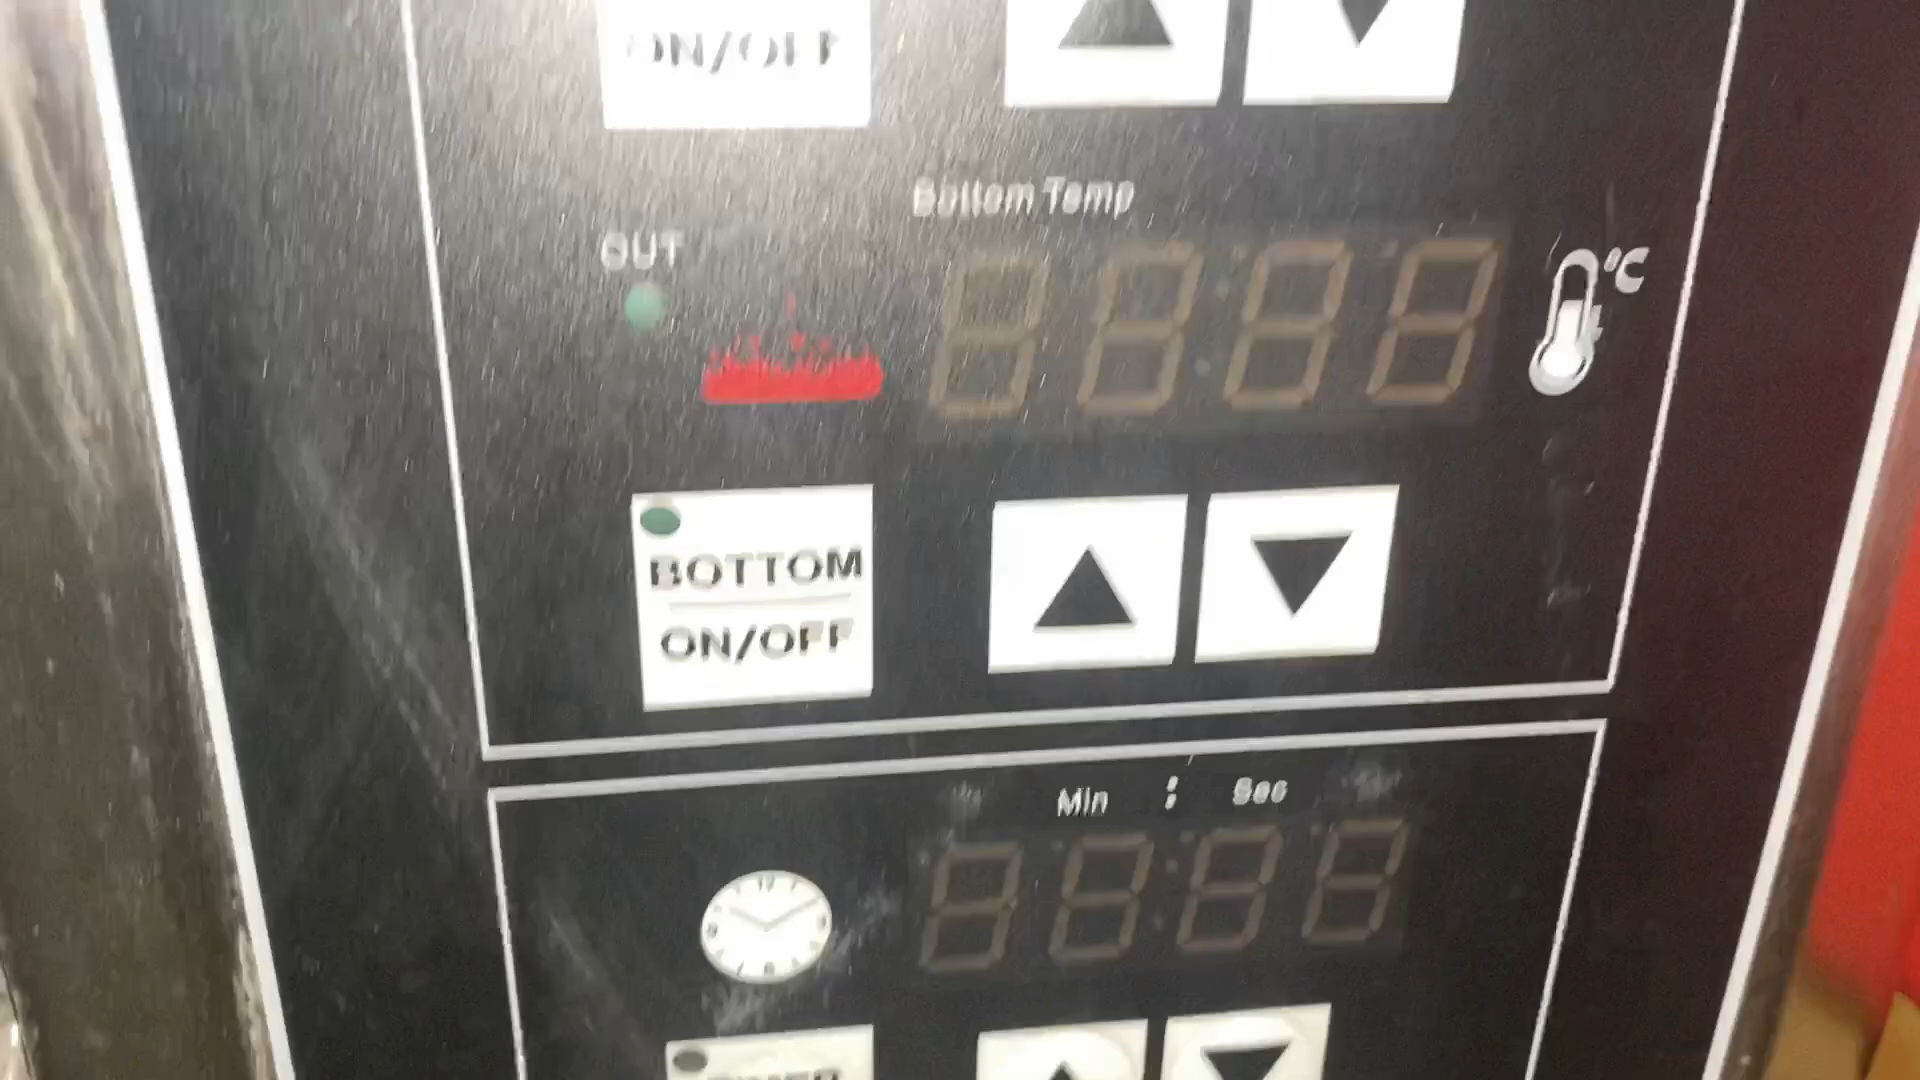 ON/OFF
Bottom Temp
OUT
°C
BOTTOM
ON/OFF
Min : Sec